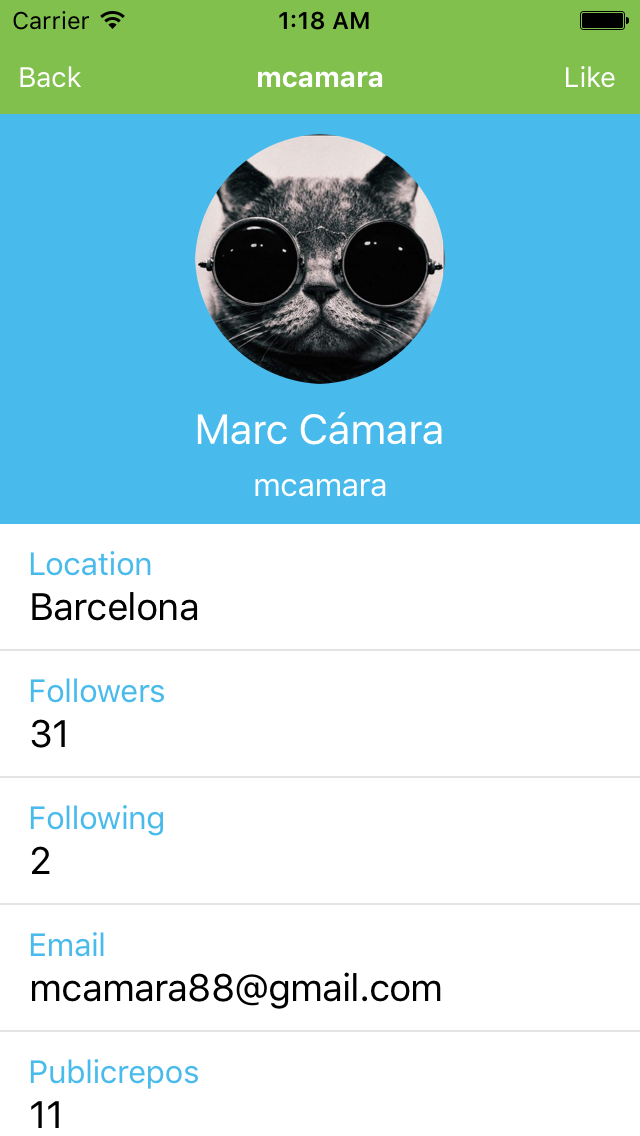 Carrier 1:18 AM
Back mcamara Like
Marc Cámara
mcamara
Location
Barcelona
Followers
31
Following
2
Email
mcamara88@gmail.com
Publicrepos
11